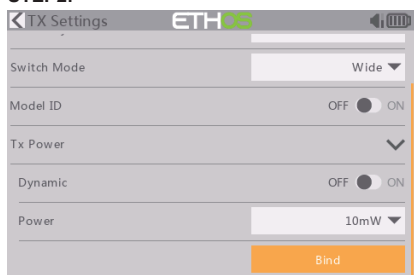 TX Settings ETHOS
Switch Mode Wide
Model ID OFF ON
Tx Power
Dynamic OFF ON
Power 10mW
Bind